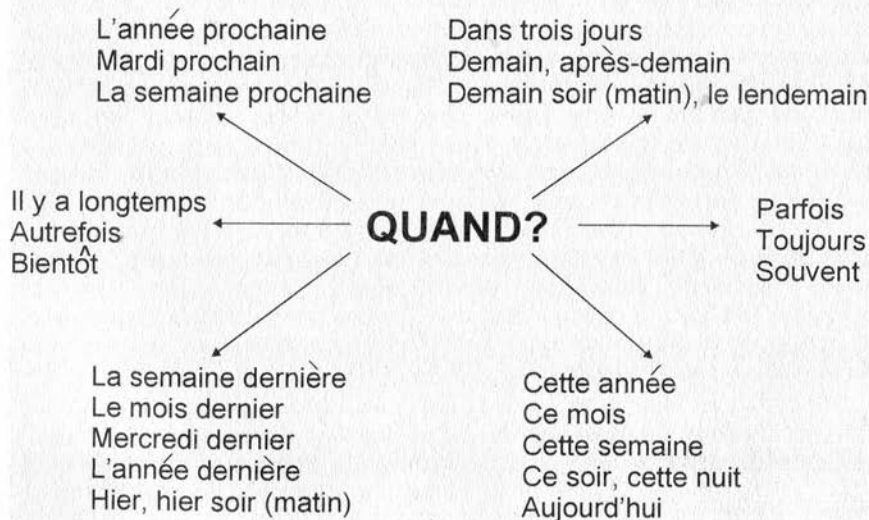 L'année prochaine
Mardi prochain
La semaine prochaine
Dans trois jours
Demain, après-demain
Demain soir (matin), le lendemain
Il y a longtemps
Autrefois
Bientôt
QUAND?
Parfois
Toujours
Souvent
La semaine dernière
Le mois dernier
Mercredi dernier
L'année dernière
Hier, hier soir (matin)
Cette année
Ce mois
Cette semaine
Ce soir, cette nuit
Aujourd'hui